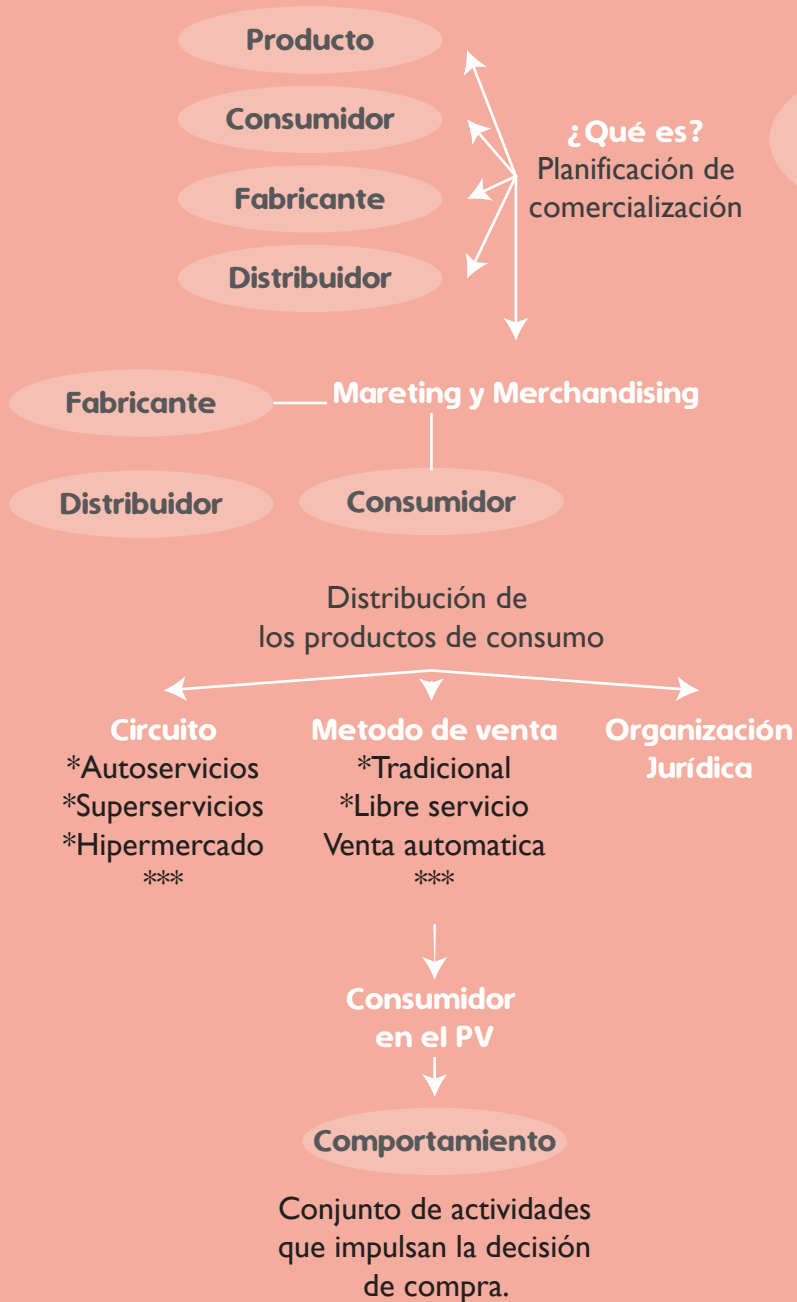 Producto
Consumidor
Fabricante
Distribuidor
¿Qué es?
Planificación de
comercialización
Mareting y Merchandising
Fabricante
Distribuidor
Consumidor
Distribución de
los productos de consumo
Circuito
*Autoservicios
*Superservicios
*Hipermercado
***
Metodo de venta
*Tradicional
*Libre servicio
Venta automatica
***
Organización
Jurídica
Consumidor
en el PV
Comportamiento
Conjunto de actividades
que impulsan la decisión
de compra.